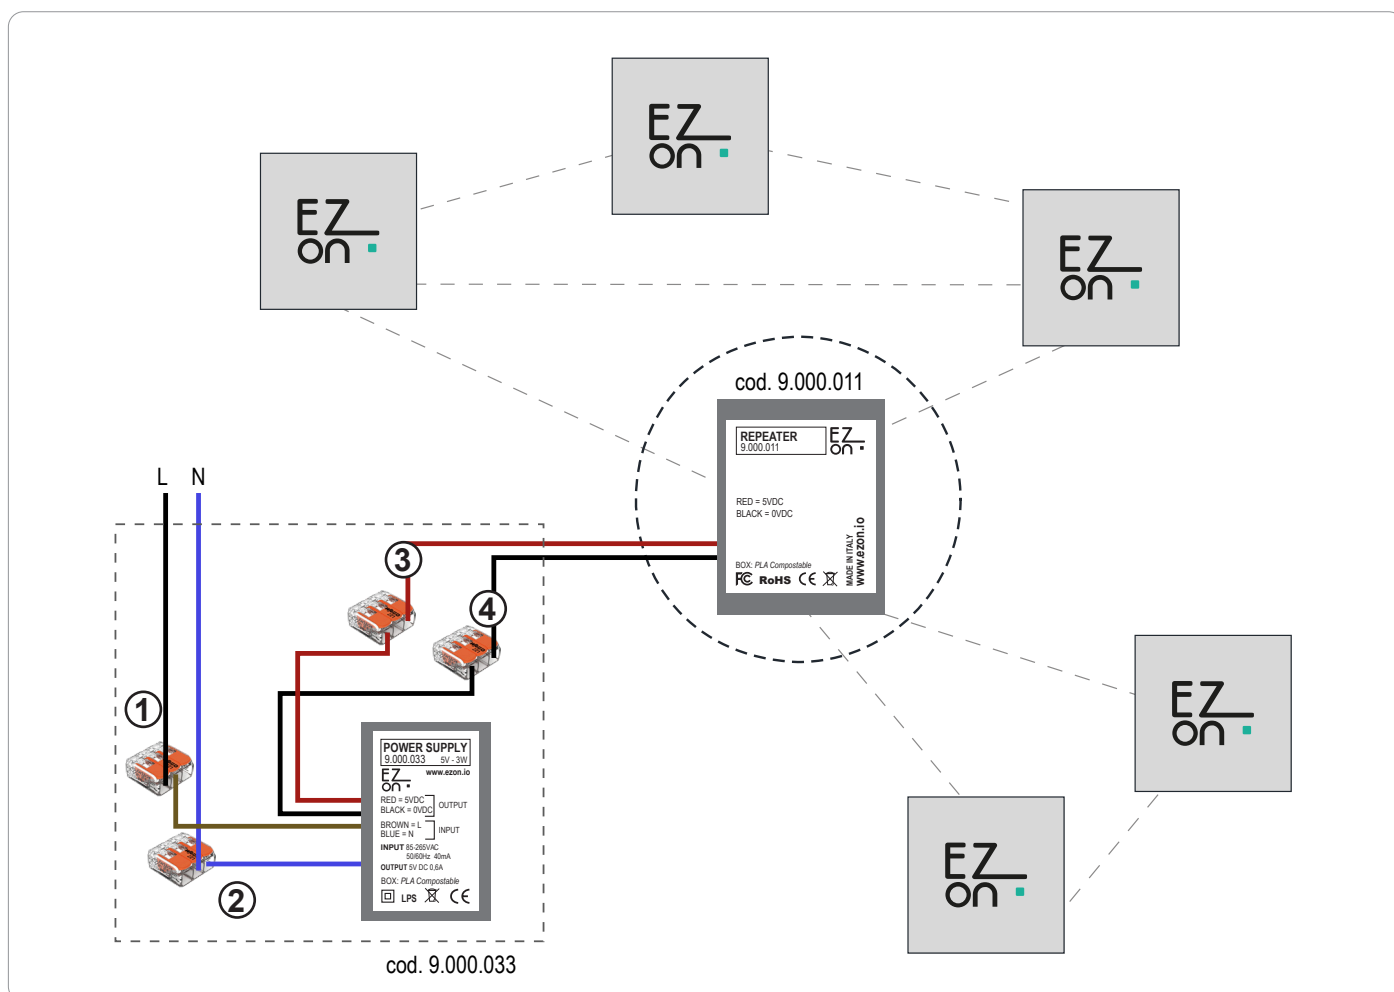 EZ
on
EZ
on
EZ
on
cod. 9.000.011
REPEATER
9.000.011
EZ
on
RED = 5VDC
BLACK = 0VDC
MADE IN ITALY
www.ezon.io
BOX: PLA Compostable
FC RoHS CE
L N
3
4
1
2
POWER SUPPLY
9.000.033 5V - 3W
EZ
on
www.ezon.io
RED = 5VDC
BLACK = 0VDC
OUTPUT
BROWN = L
BLUE = N
INPUT
INPUT 85-265VAC
50/60Hz 40mA
OUTPUT 5V DC 0,6A
BOX: PLA Compostable
LPS CE
cod. 9.000.033
EZ
on
EZ
on